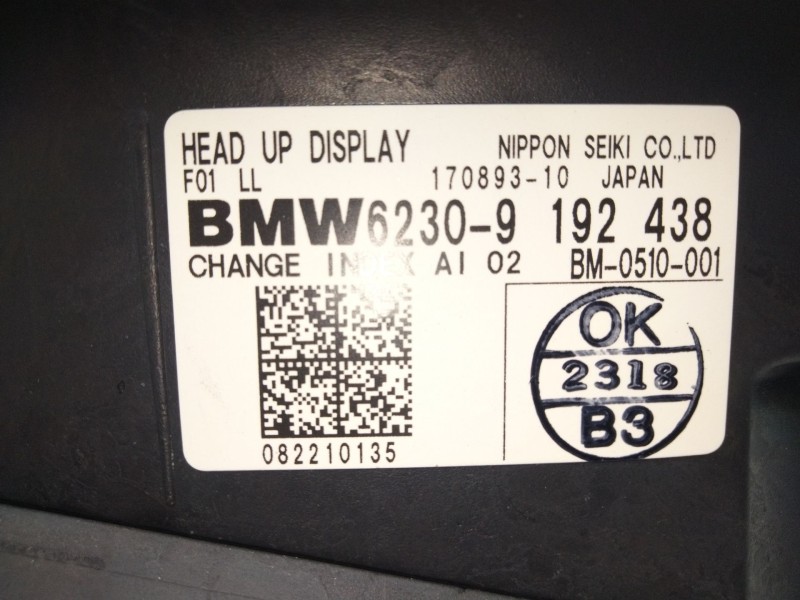 HEAD UP DISPLAY NIPPON SEIKI CO.,LTD
F01 LL 170893-10 JAPAN
BMW 6230-9 192 438
CHANGE INDEX AI 02 BM-0510-001
OK
2318
B3
082210135